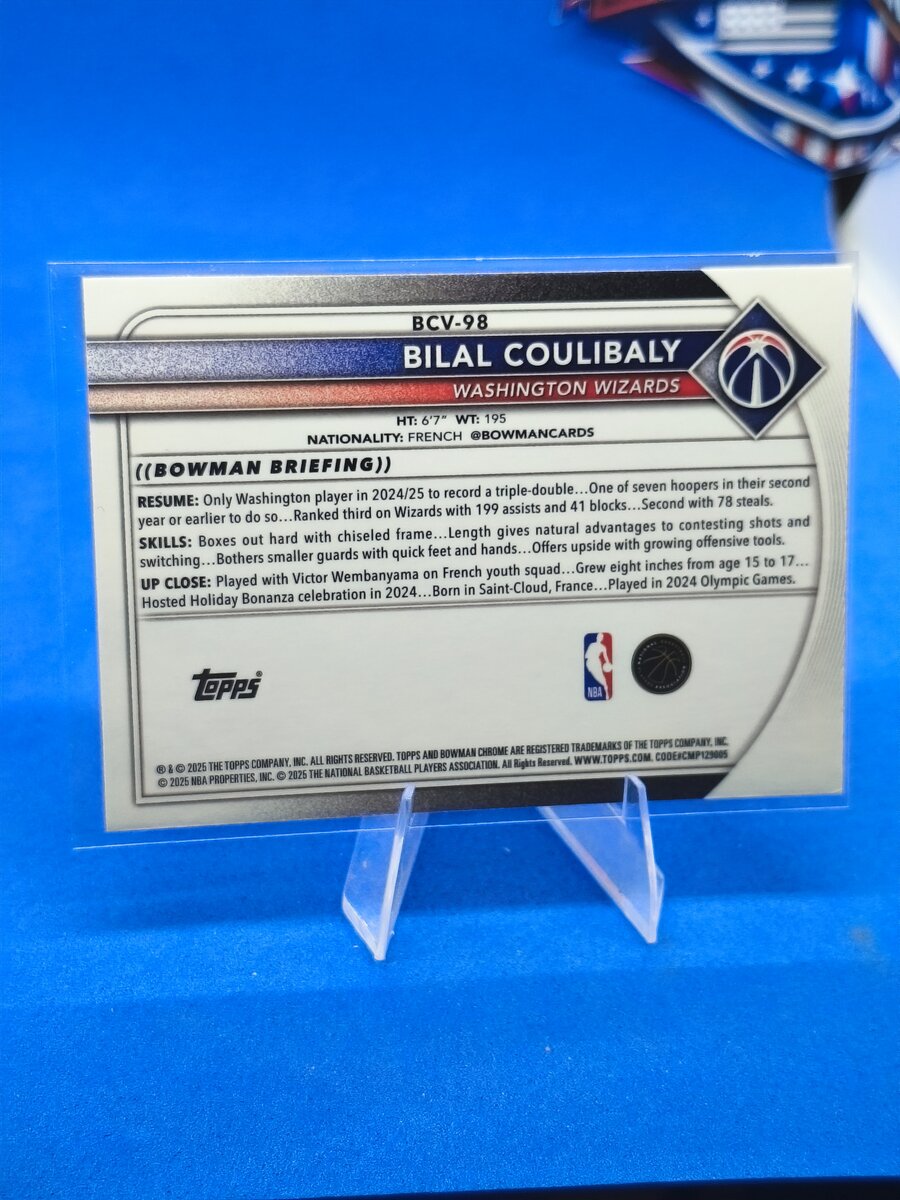 BCV-98
BILAL COULIBALY
WASHINGTON WIZARDS
HT: 6'7" WT: 195
NATIONALITY: FRENCH @BOWMANCARDS
((BOWMAN BRIEFING))
RESUME: Only Washington player in 2024/25 to record a triple-double...One of seven hoopers in their second
year or earlier to do so...Ranked third on Wizards with 199 assists and 41 blocks...Second with 78 steals.
SKILLS: Boxes out hard with chiseled frame...Length gives natural advantages to contesting shots and
switching...Bothers smaller guards with quick feet and hands...Offers upside with growing offensive tools.
UP CLOSE: Played with Victor Wembanyama on French youth squad...Grew eight inches from age 15 to 17...
Hosted Holiday Bonanza celebration in 2024...Born in Saint-Cloud, France...Played in 2024 Olympic Games.
Topps®
NBA
® & © 2025 THE TOPPS COMPANY, INC. ALL RIGHTS RESERVED. TOPPS AND BOWMAN CHROME ARE REGISTERED TRADEMARKS OF THE TOPPS COMPANY, INC.
© 2025 NBA PROPERTIES, INC. © 2025 THE NATIONAL BASKETBALL PLAYERS ASSOCIATION. All Rights Reserved. WWW.TOPPS.COM. CODE#CMP129005